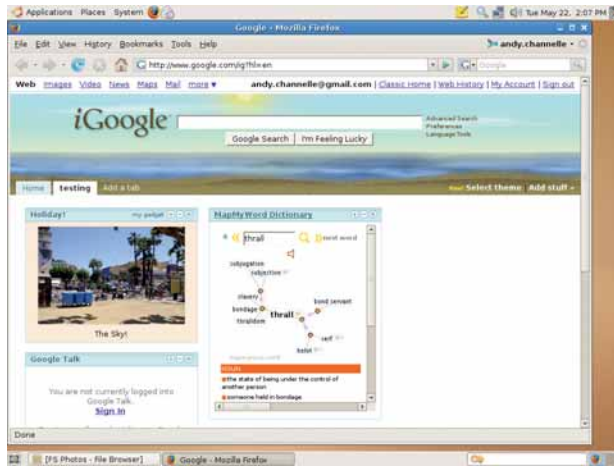 Applications Places System Tue May 22, 2:07 PM
Google - Mozilla Firefox
File Edit View History Bookmarks Tools Help andy.channelle
http://www.google.com/ig?hl=en Google
Web Images Video News Maps Mail more ▼ andy.channelle@gmail.com | Classic Home | Web History | My Account | Sign out
iGoogle
Advanced Search
Preferences
Language Tools
Google Search I'm Feeling Lucky
Home testing Add a tab New! Select theme Add stuff »
Holiday! my gadget
The Sky!
Google Talk
You are not currently logged into
Google Talk.
Sign In
MapMyWord Dictionary
thrall next word
subjugation
subjective
slavery
bondage
thralldom
thrall
bond servant
serf
helot
NOUN
the state of being under the control of
another person
someone held in bondage
Done
[FS Photos - File Browser] Google - Mozilla Firefox